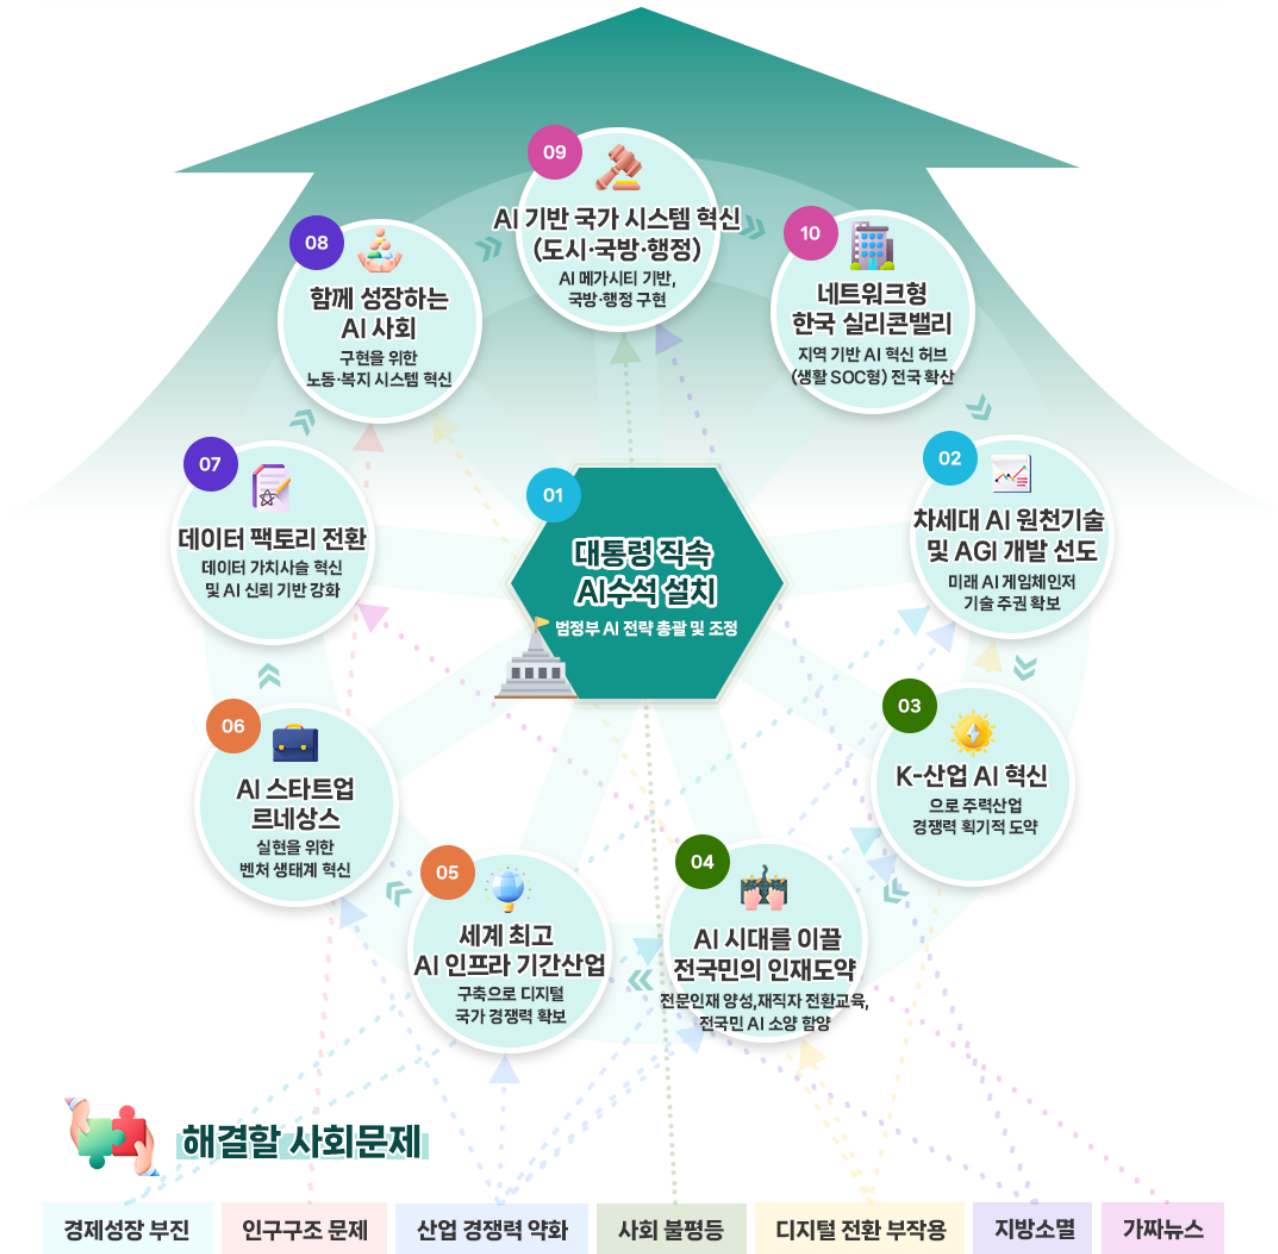 01
대통령 직속
AI수석 설치
범정부 AI 전략 총괄 및 조정
02
차세대 AI 원천기술
및 AGI 개발 선도
미래 AI 게임체인저
기술 주권 확보
03
K-산업 AI 혁신
으로 주력산업
경쟁력 획기적 도약
04
AI 시대를 이끌
전국민의 인재도약
전문인재 양성,재직자 전환교육,
전국민 AI 소양 함양
05
세계 최고
AI 인프라 기간산업
구축으로 디지털
국가 경쟁력 확보
06
AI 스타트업
르네상스
실현을 위한
벤처 생태계 혁신
07
데이터 팩토리 전환
데이터 가치사슬 혁신
및 AI 신뢰 기반 강화
08
함께 성장하는
AI 사회
구현을 위한
노동·복지 시스템 혁신
09
AI 기반 국가 시스템 혁신
(도시·국방·행정)
AI 메가시티 기반,
국방·행정 구현
10
네트워크형
한국 실리콘밸리
지역 기반 AI 혁신 허브
(생활 SOC형) 전국 확산
해결할 사회문제
경제성장 부진
인구구조 문제
산업 경쟁력 약화
사회 불평등
디지털 전환 부작용
지방소멸
가짜뉴스